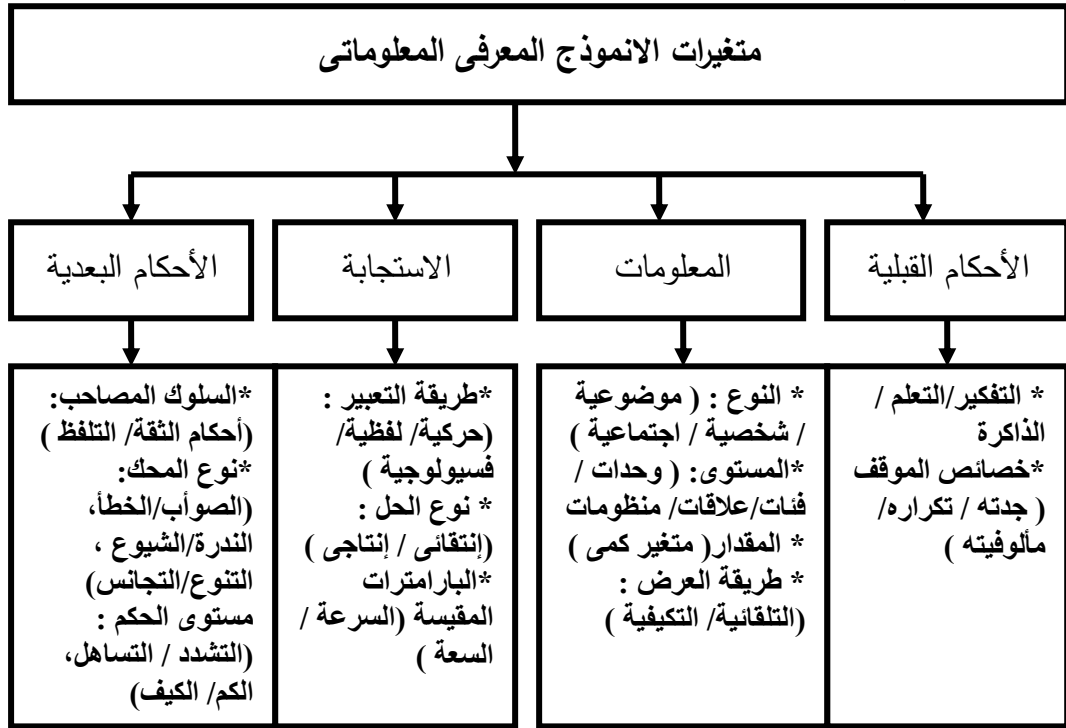 متغيرات الانموذج المعرفى المعلوماتى
الأحكام القبلية
المعلومات
الاستجابة
الأحكام البعدية
* التفكير/التعلم /
الذاكرة
*خصائص الموقف
( جدته / تكراره/
مألوفيته )
* النوع : ( موضوعية
/ شخصية / اجتماعية )
*المستوى: ( وحدات /
فئات/علاقات/ منظومات
* المقدار( متغير كمى )
* طريقة العرض :
(التلقائية/ التكيفية )
*طريقة التعبير :
(حركية/ لفظية/
فسيولوجية )
* نوع الحل :
(إنتقائى / إنتاجى )
*البارامترات
المقيسة (السرعة /
السعة )
*السلوك المصاحب:
(أحكام الثقة/ التلفظ )
*نوع المحك:
(الصوأب/الخطأ،
الندرة/الشيوع ،
التنوع/التجانس)
مستوى الحكم :
(التشدد / التساهل،
الكم/ الكيف)